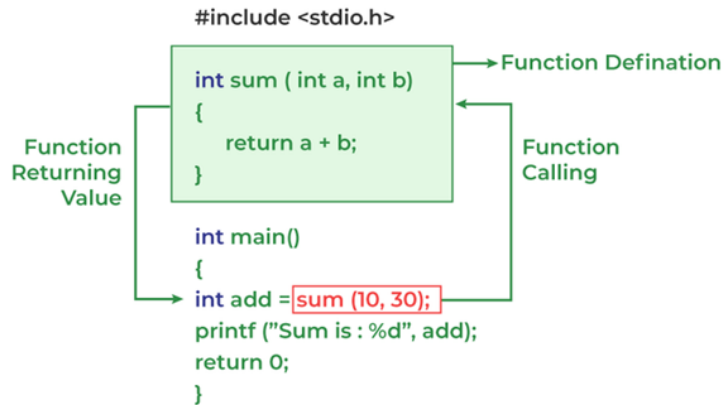 #include <stdio.h>
int sum ( int a, int b)
{
return a + b;
}
Function Defination
Function
Returning
Value
Function
Calling
int main()
{
int add = sum (10, 30);
printf (”Sum is : %d”, add);
return 0;
}